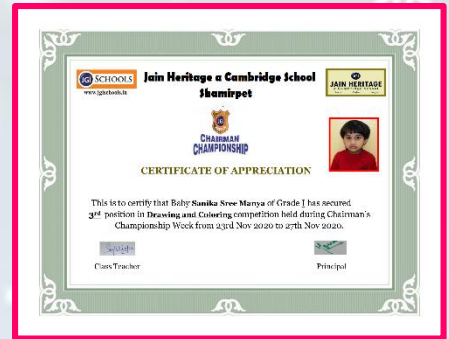 JGI SCHOOLS
www.jgischools.in
Jain Heritage a Cambridge School
Shamirpet
JAIN HERITAGE
CHAIRMAN
CHAMPIONSHIP
CERTIFICATE OF APPRECIATION
This is to certify that Baby Sanika Sree Manya of Grade I has secured
3rd position in Drawing and Coloring competition held during Chairman's
Championship Week from 23rd Nov 2020 to 27th Nov 2020.
Class Teacher
Principal